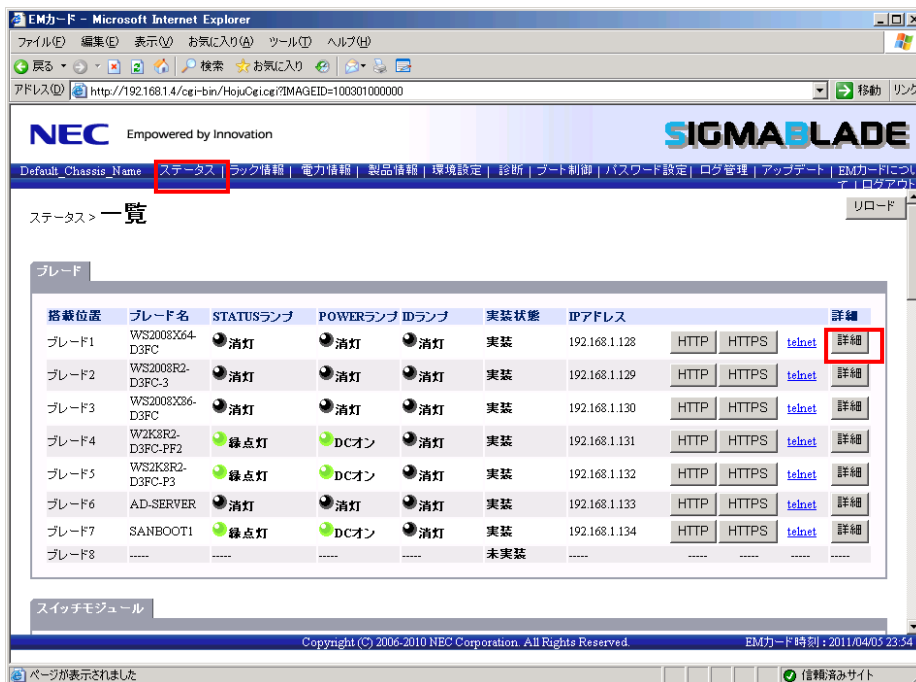 EMカード - Microsoft Internet Explorer
ファイル(F) 編集(E) 表示(V) お気に入り(A) ツール(T) ヘルプ(H)
戻る 検索 お気に入り
アドレス(D) http://192.168.1.4/cgi-bin/HojuCgi.cgi?IMAGEID=100301000000 移動 リンク
NEC Empowered by Innovation SIGMABLADE
Default_Chassis_Name ステータス | ラック情報 | 電力情報 | 製品情報 | 環境設定 | 診断 | ブート制御 | パスワード設定 | ログ管理 | アップデート | EMカードについ
て | ログアウト
ステータス > 一覧 リロード
ブレード
搭載位置 ブレード名 STATUSランプ POWERランプ IDランプ 実装状態 IPアドレス 詳細
ブレード1 WS2008X64-D3FC 消灯 消灯 消灯 実装 192.168.1.128 HTTP HTTPS telnet 詳細
ブレード2 WS2008R2-D3FC-3 消灯 消灯 消灯 実装 192.168.1.129 HTTP HTTPS telnet 詳細
ブレード3 WS2008X86-D3FC 消灯 消灯 消灯 実装 192.168.1.130 HTTP HTTPS telnet 詳細
ブレード4 W2K8R2-D3FC-PF2 緑点灯 DCオン 消灯 実装 192.168.1.131 HTTP HTTPS telnet 詳細
ブレード5 WS2K8R2-D3FC-P3 緑点灯 DCオン 消灯 実装 192.168.1.132 HTTP HTTPS telnet 詳細
ブレード6 AD-SERVER 消灯 消灯 消灯 実装 192.168.1.133 HTTP HTTPS telnet 詳細
ブレード7 SANBOOT1 緑点灯 DCオン 消灯 実装 192.168.1.134 HTTP HTTPS telnet 詳細
ブレード8 ----- ----- ----- ----- 未実装 ----- ----- ----- ----- -----
スイッチモジュール
Copyright (C) 2006-2010 NEC Corporation. All Rights Reserved. EMカード時刻 : 2011/04/05 23:54
ページが表示されました 信頼済みサイト